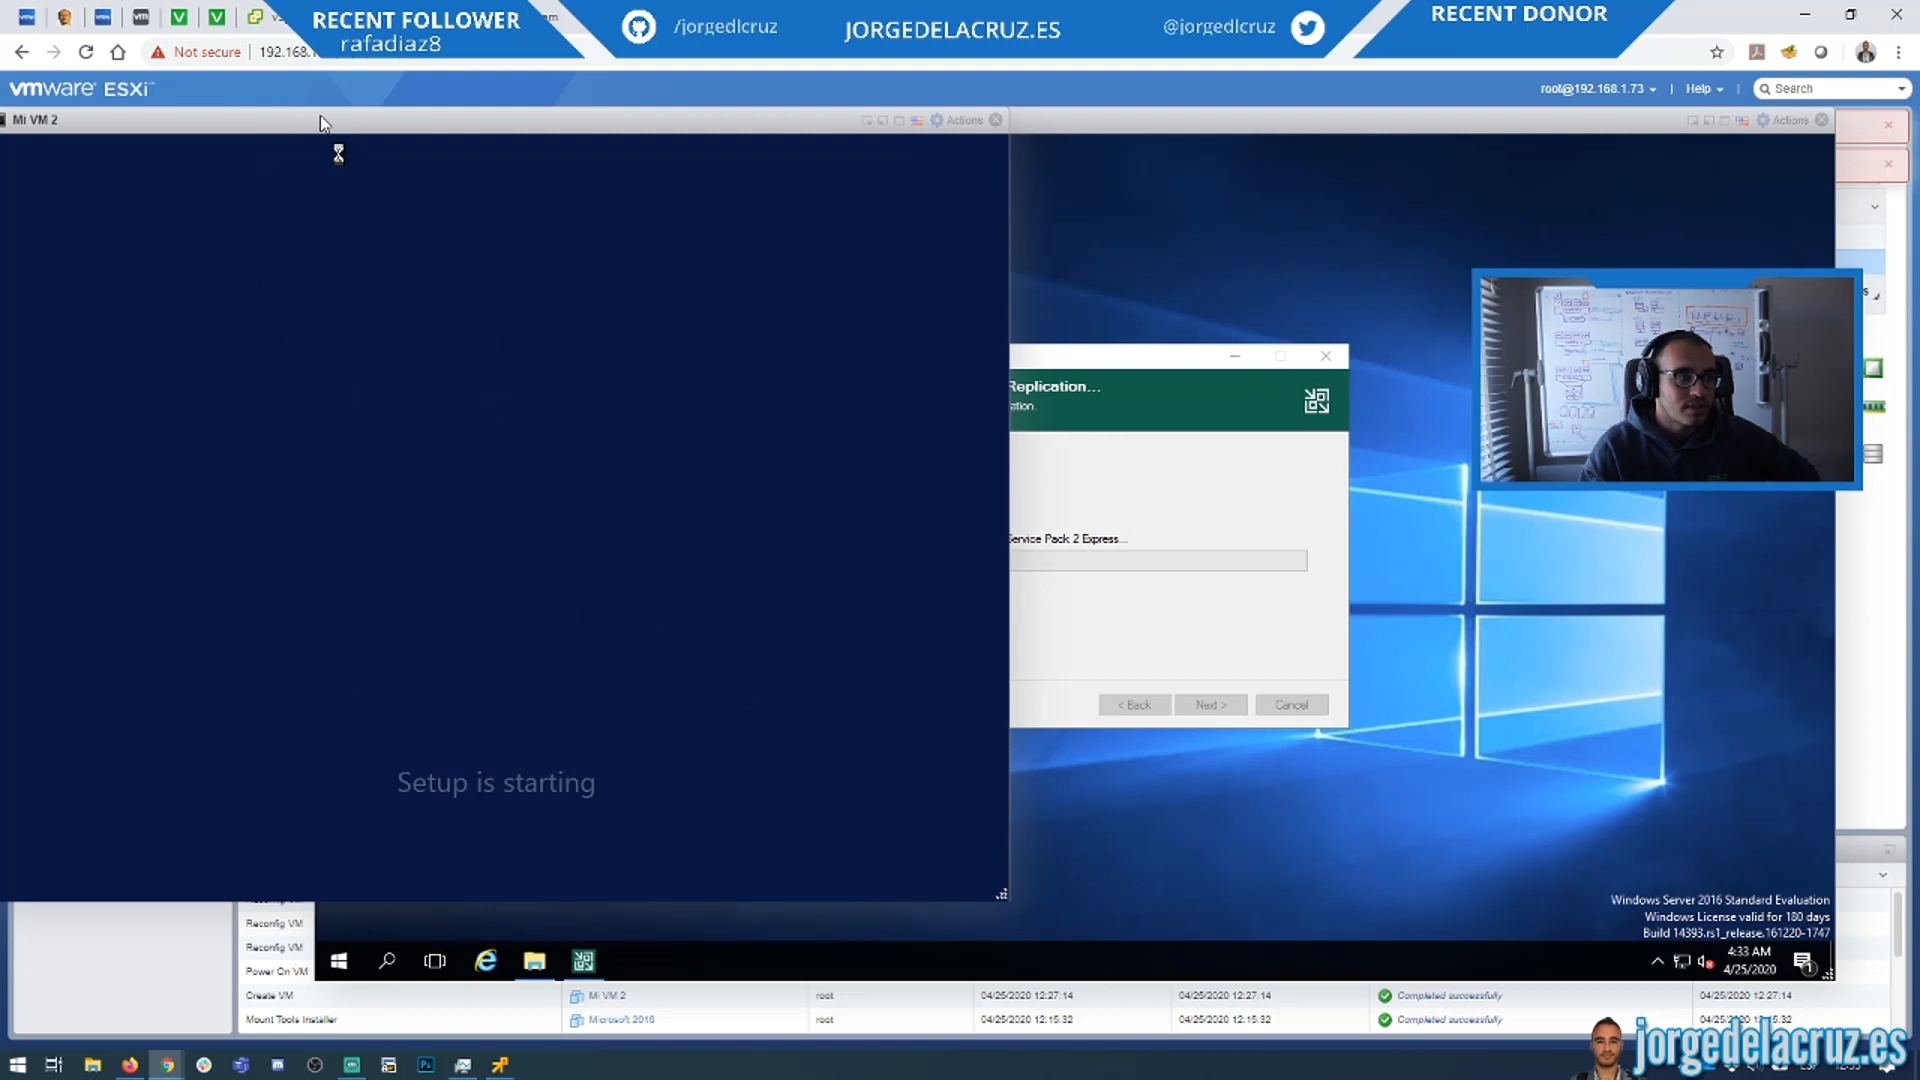 RECENT FOLLOWER
rafadiaz8
/jorgedlcruz
JORGEDELACRUZ.ES
@jorgedlcruz
RECENT DONOR
Not secure
192.168.
vmware ESXi
root@192.168.1.73
Help
Search
Mi VM 2
Actions
Actions
Replication...
ation.
Service Pack 2 Express...
< Back
Next >
Cancel
Setup is starting
Windows Server 2016 Standard Evaluation
Windows License valid for 180 days
Build 14393.rs1_release.161220-1747
4:33 AM
4/25/2020
Reconfig VM
Reconfig VM
Power On VM
Create VM
Mi VM 2
root
04/25/2020 12:27:14
04/25/2020 12:27:14
Completed successfully
04/25/2020 12:27:14
Mount Tools Installer
Microsoft 2016
root
04/25/2020 12:15:32
04/25/2020 12:15:32
Completed successfully
jorgedelacruz.es